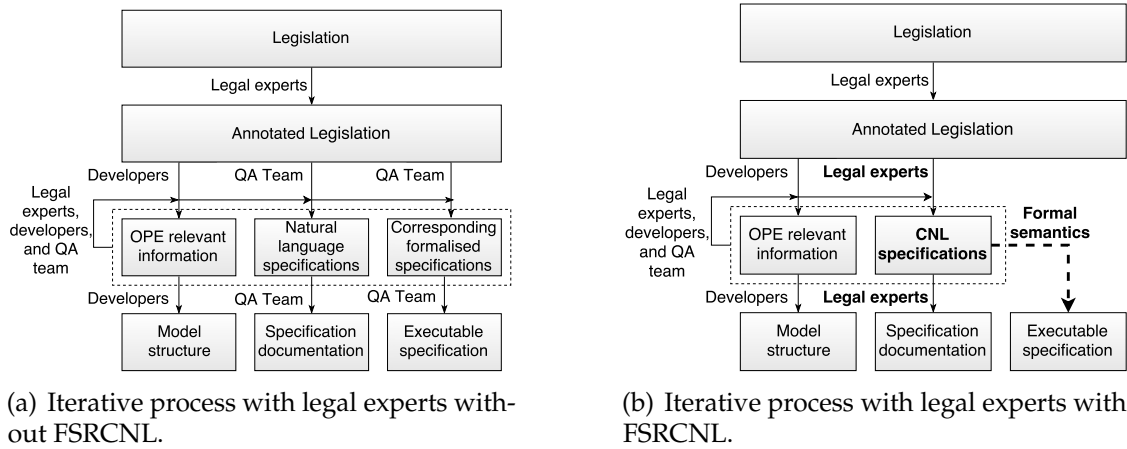 Legislation
Legal experts
Annotated Legislation
Developers
QA Team
QA Team
Legal
experts,
developers,
and QA
team
OPE relevant
information
Natural
language
specifications
Corresponding
formalised
specifications
Developers
QA Team
QA Team
Model
structure
Specification
documentation
Executable
specification
(a) Iterative process with legal experts with-
out FSRCNL.
Legislation
Legal experts
Annotated Legislation
Developers
Legal experts
Legal
experts,
developers,
and QA
team
OPE relevant
information
CNL
specifications
Formal
semantics
Developers
Legal experts
Model
structure
Specification
documentation
Executable
specification
(b) Iterative process with legal experts with
FSRCNL.